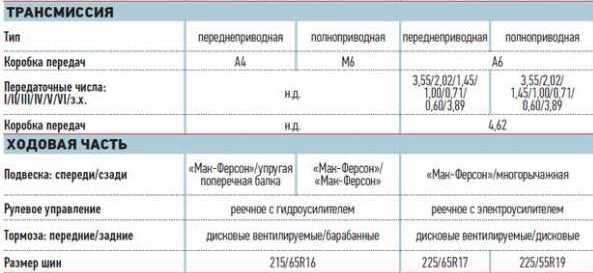 ТРАНСМИССИЯ
Тип переднеприводная полноприводная переднеприводная полноприводная
Коробка передач А4 М6 А6
Передаточные числа: I/II/III/IV/V/VI/з.х. н.д. 3,55/2,02/1,45/1,00/0,71/0,60/3,89 3,55/2,02/1,45/1,00/0,71/0,60/3,89
Коробка передач н.д. 4,62
ХОДОВАЯ ЧАСТЬ
Подвеска: спереди/сзади «Мак-Ферсон»/упругая поперечная балка «Мак-Ферсон»/«Мак-Ферсон» «Мак-Ферсон»/многорычажная
Рулевое управление реечное с гидроусилителем реечное с электроусилителем
Тормоза: передние/задние дисковые вентилируемые/барабанные дисковые вентилируемые/дисковые
Размер шин 215/65R16 225/65R17 225/55R19